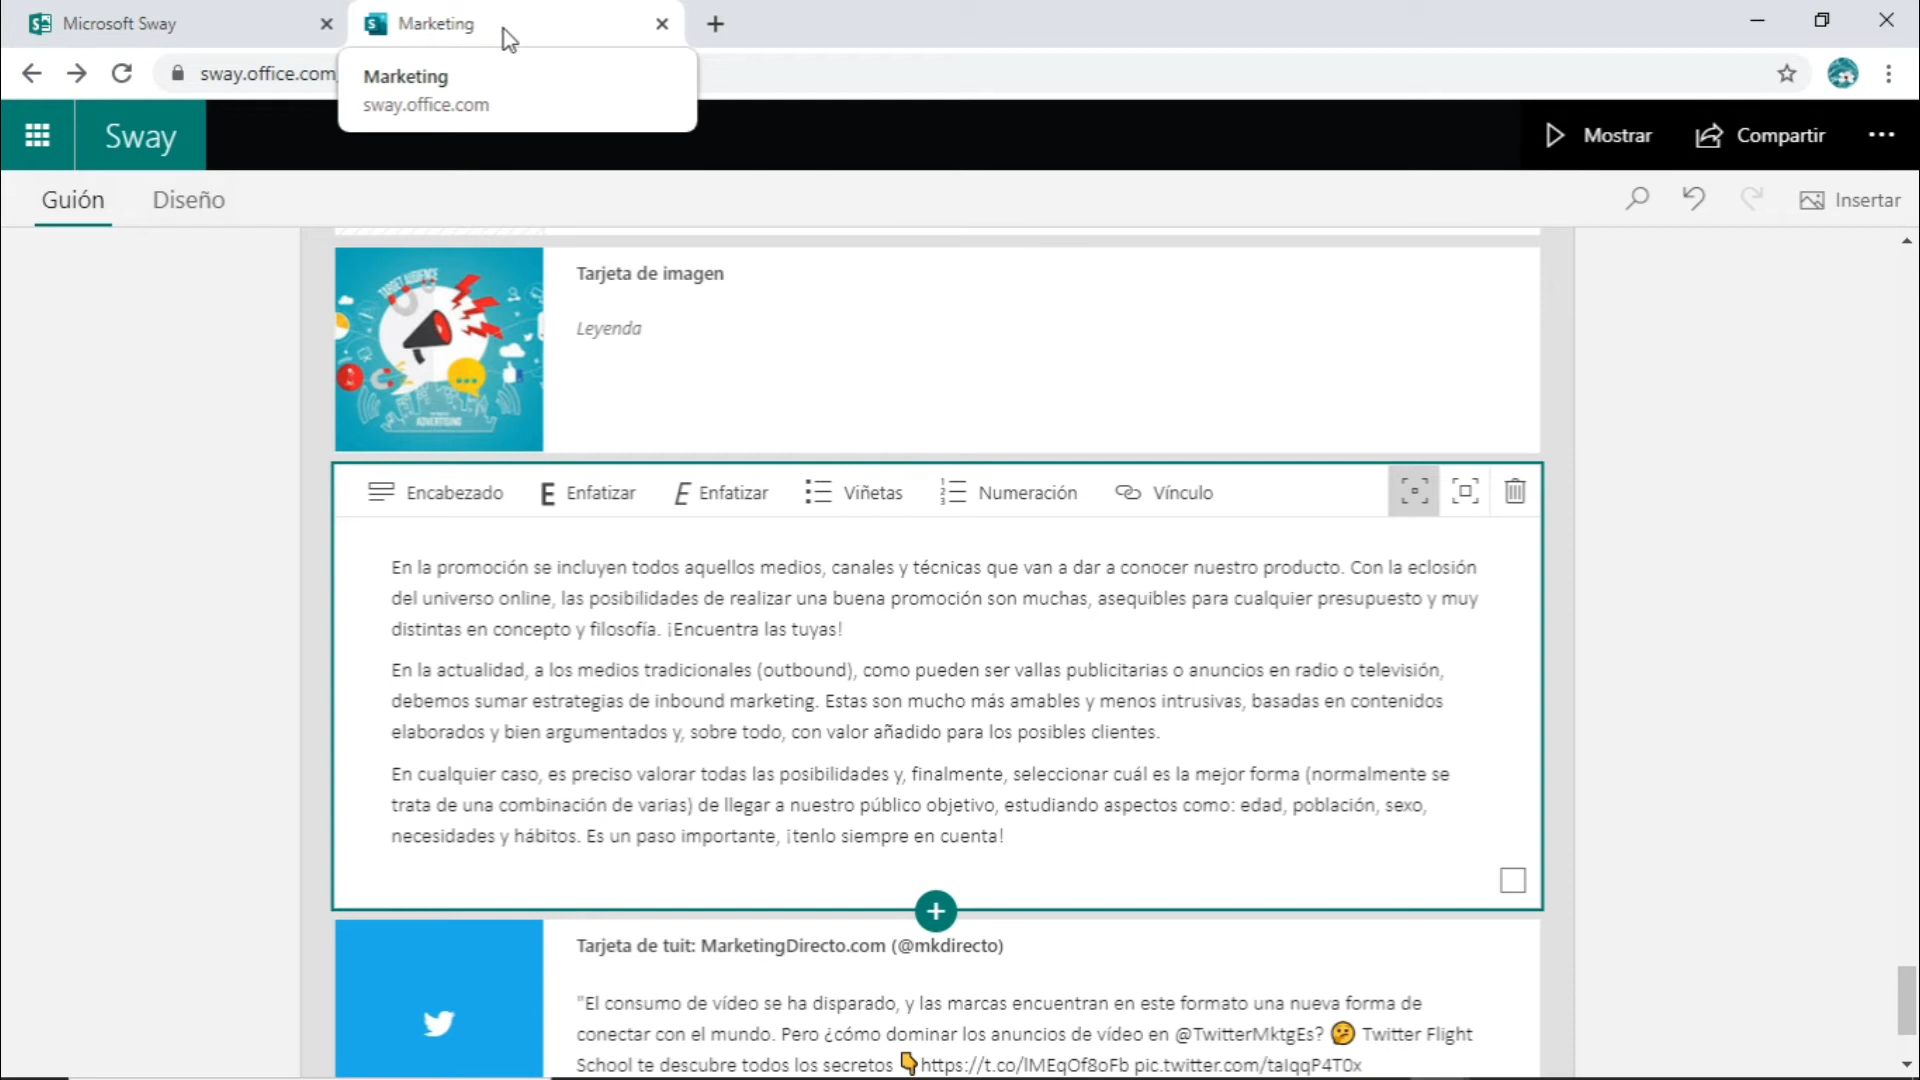 Microsoft Sway
Marketing
sway.office.com
Marketing
sway.office.com
Sway
Mostrar
Compartir
Guión
Diseño
Insertar
TARGET AUDIENCE
ADVERTISING
Tarjeta de imagen
Leyenda
Encabezado
E Enfatizar
E Enfatizar
Viñetas
Numeración
Vínculo
En la promoción se incluyen todos aquellos medios, canales y técnicas que van a dar a conocer nuestro producto. Con la eclosión
del universo online, las posibilidades de realizar una buena promoción son muchas, asequibles para cualquier presupuesto y muy
distintas en concepto y filosofía. ¡Encuentra las tuyas!
En la actualidad, a los medios tradicionales (outbound), como pueden ser vallas publicitarias o anuncios en radio o televisión,
debemos sumar estrategias de inbound marketing. Estas son mucho más amables y menos intrusivas, basadas en contenidos
elaborados y bien argumentados y, sobre todo, con valor añadido para los posibles clientes.
En cualquier caso, es preciso valorar todas las posibilidades y, finalmente, seleccionar cuál es la mejor forma (normalmente se
trata de una combinación de varias) de llegar a nuestro público objetivo, estudiando aspectos como: edad, población, sexo,
necesidades y hábitos. Es un paso importante, ¡tenlo siempre en cuenta!
Tarjeta de tuit: MarketingDirecto.com (@mkdirecto)
"El consumo de vídeo se ha disparado, y las marcas encuentran en este formato una nueva forma de
conectar con el mundo. Pero ¿cómo dominar los anuncios de vídeo en @TwitterMktgEs? 🤔 Twitter Flight
School te descubre todos los secretos 👇https://t.co/lMEqOf8oFb pic.twitter.com/taIqqP4T0x